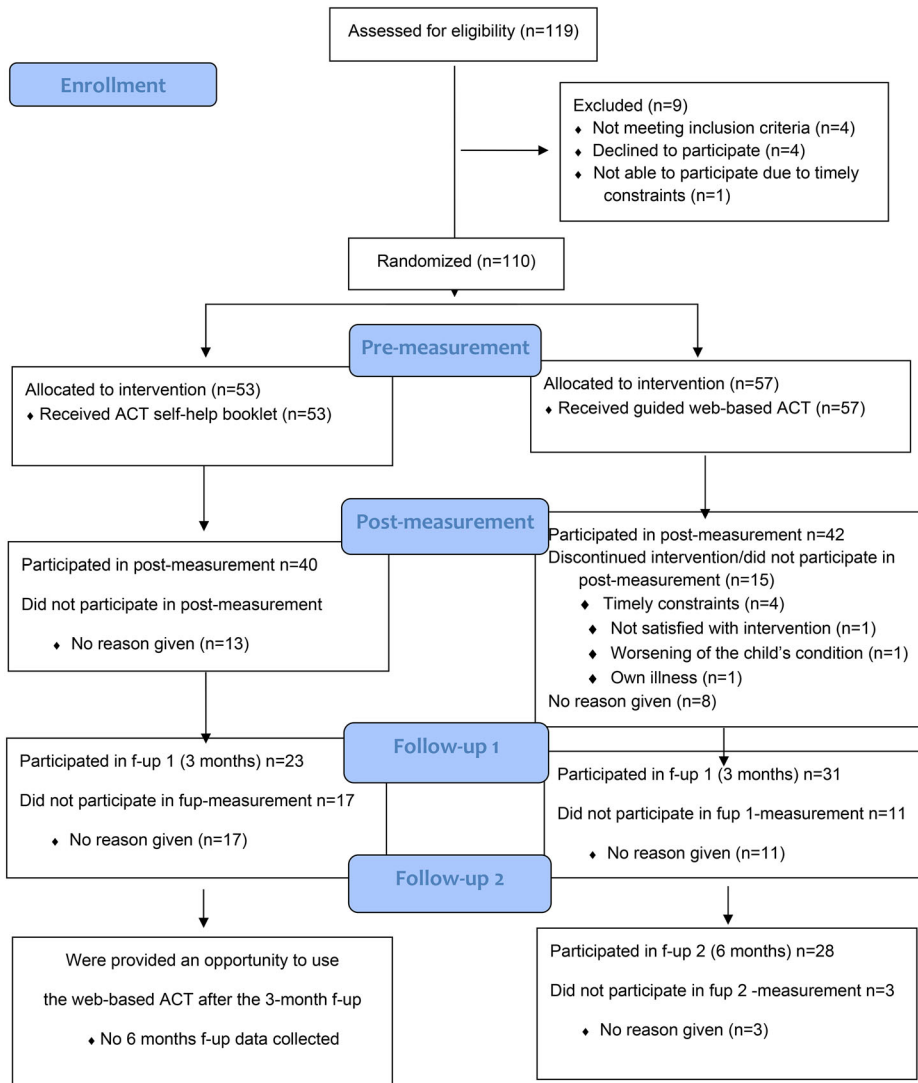 Assessed for eligibility (n=119)
Enrollment
Excluded (n=9)
♦ Not meeting inclusion criteria (n=4)
♦ Declined to participate (n=4)
♦ Not able to participate due to timely
constraints (n=1)
Randomized (n=110)
Pre-measurement
Allocated to intervention (n=53)
♦ Received ACT self-help booklet (n=53)
Allocated to intervention (n=57)
♦ Received guided web-based ACT (n=57)
Post-measurement
Participated in post-measurement n=40
Did not participate in post-measurement
♦ No reason given (n=13)
Participated in post-measurement n=42
Discontinued intervention/did not participate in
post-measurement (n=15)
♦ Timely constraints (n=4)
♦ Not satisfied with intervention (n=1)
♦ Worsening of the child's condition (n=1)
♦ Own illness (n=1)
No reason given (n=8)
Follow-up 1
Participated in f-up 1 (3 months) n=23
Did not participate in fup-measurement n=17
♦ No reason given (n=17)
Participated in f-up 1 (3 months) n=31
Did not participate in fup 1-measurement n=11
♦ No reason given (n=11)
Follow-up 2
Were provided an opportunity to use
the web-based ACT after the 3-month f-up
♦ No 6 months f-up data collected
Participated in f-up 2 (6 months) n=28
Did not participate in fup 2 -measurement n=3
♦ No reason given (n=3)